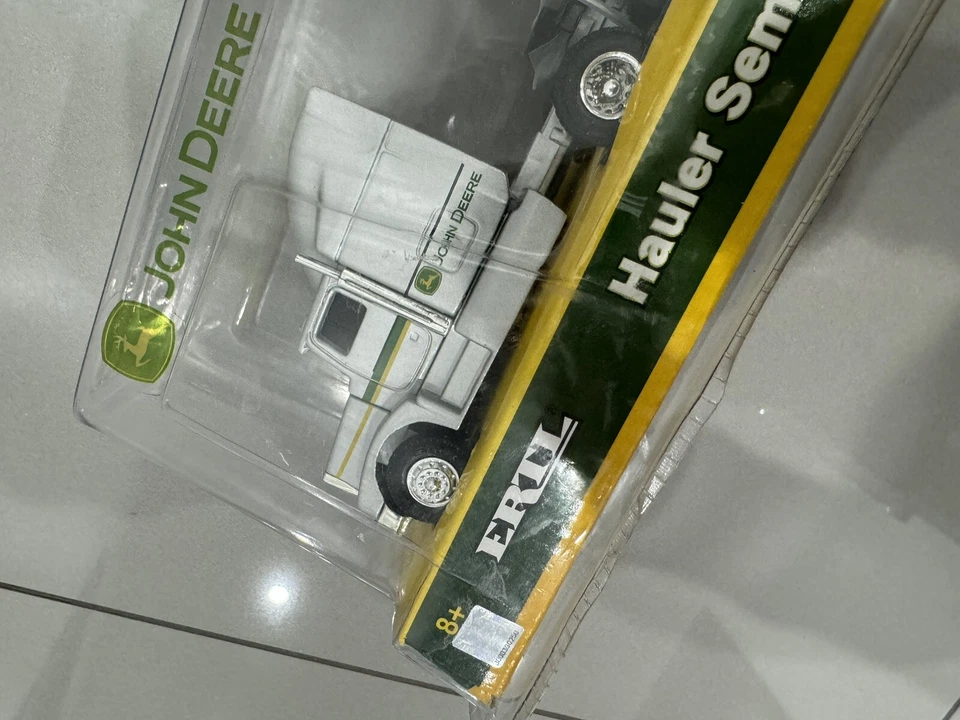 JOHN DEERE
JOHN DEERE
Hauler Sem
ERTL
8+